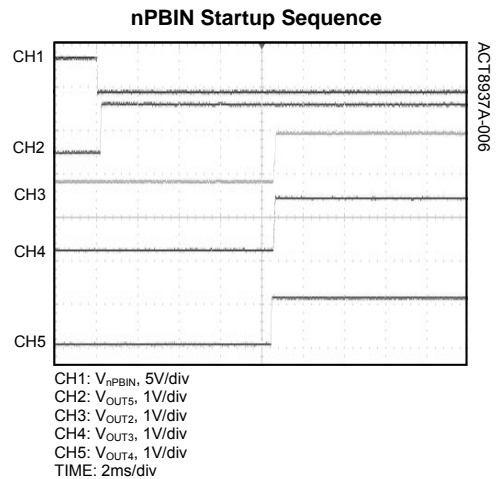 nPBIN Startup Sequence
CH1
CH2
CH3
CH4
CH5
ACT8937A-006
CH1: VnPBIN, 5V/div
CH2: VOUT5, 1V/div
CH3: VOUT2, 1V/div
CH4: VOUT3, 1V/div
CH5: VOUT4, 1V/div
TIME: 2ms/div